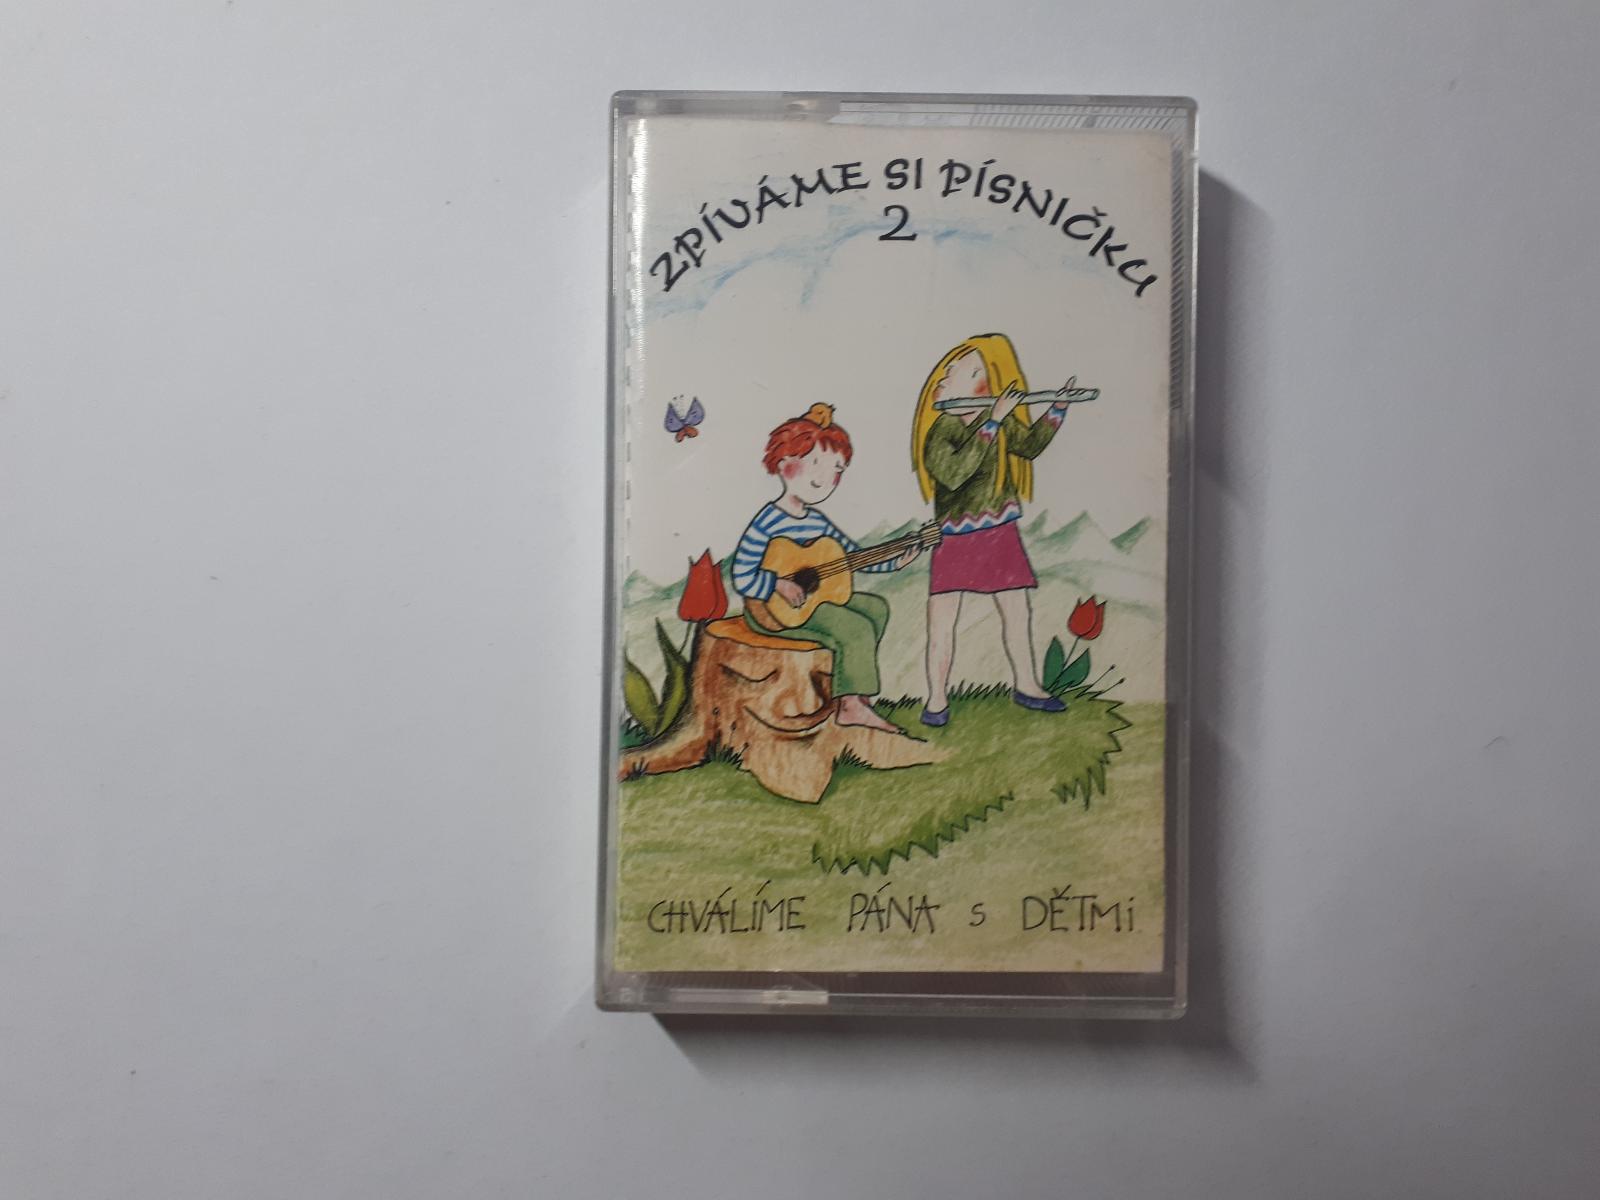 ZPÍVÁME SI PÍSNIČKU
2
CHVÁLÍME PÁNA S DĚTMi